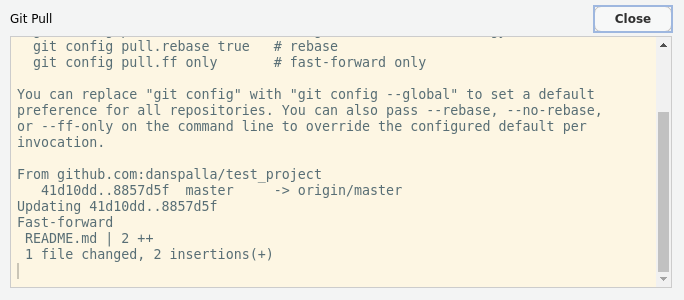 Git Pull
Close
git config pull.rebase true # rebase
git config pull.ff only # fast-forward only
You can replace "git config" with "git config --global" to set a default
preference for all repositories. You can also pass --rebase, --no-rebase,
or --ff-only on the command line to override the configured default per
invocation.
From github.com:danspalla/test_project
41d10dd..8857d5f master -> origin/master
Updating 41d10dd..8857d5f
Fast-forward
README.md | 2 ++
1 file changed, 2 insertions(+)